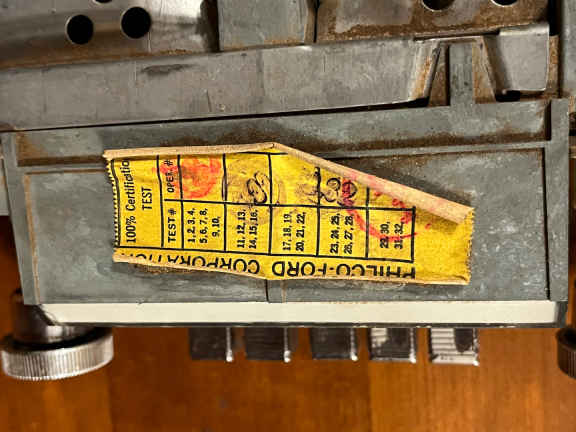 100% Certification
TEST
TEST # OPER. #
1, 2, 3, 4,
5, 6, 7, 8,
9, 10,
11, 12, 13,
14, 15, 16,
17, 18, 19,
20, 21, 22,
23, 24, 25,
26, 27, 28,
29, 30,
31, 32,
PHILCO-FORD CORPORATION